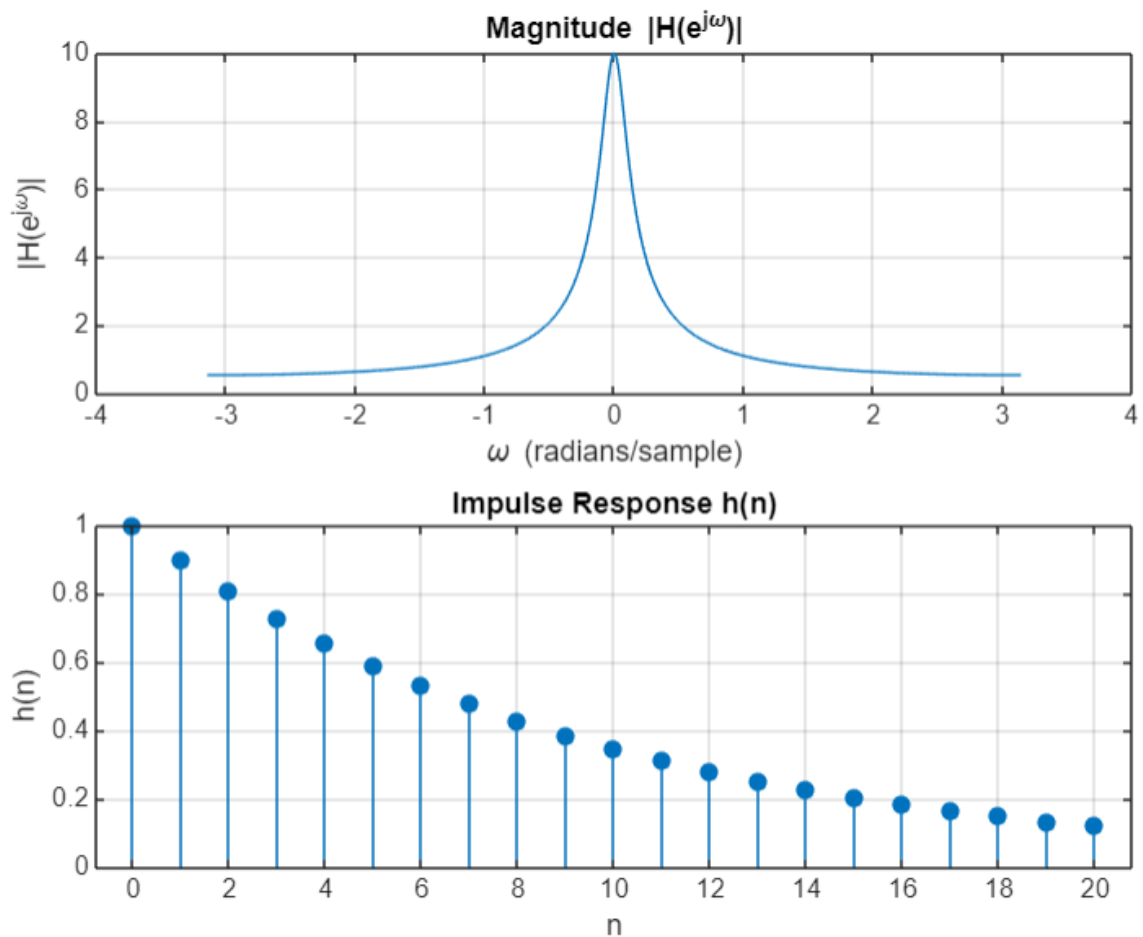 Magnitude |H(e^{jω})|
10
8
6
4
2
0
|H(e^{jω})|
-4 -3 -2 -1 0 1 2 3 4
ω (radians/sample)
Impulse Response h(n)
1
0.8
0.6
0.4
0.2
0
h(n)
0 2 4 6 8 10 12 14 16 18 20
n